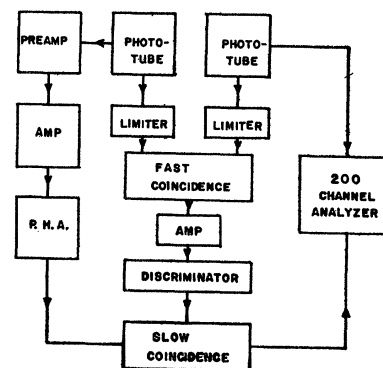 PREAMP
PHOTO-
TUBE
PHOTO-
TUBE
LIMITER
LIMITER
AMP
FAST
COINCIDENCE
200
CHANNEL
ANALYZER
P. H. A.
AMP
DISCRIMINATOR
SLOW
COINCIDENCE